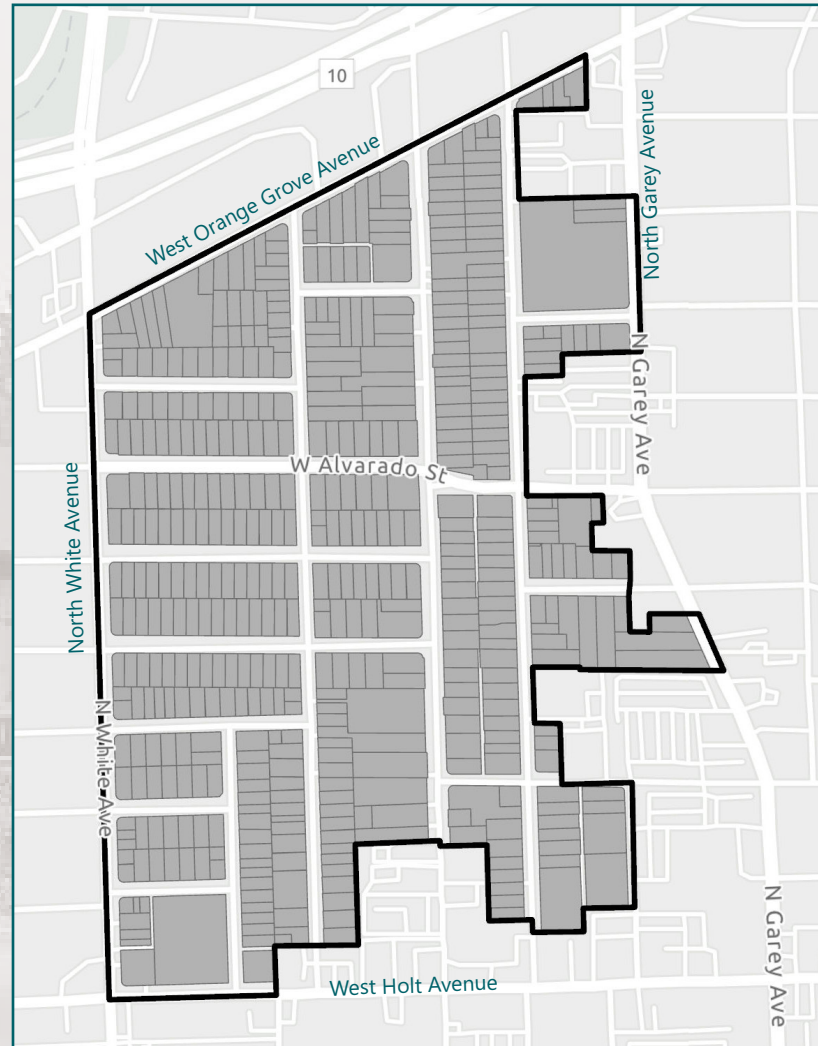 10
West Orange Grove Avenue
North Garey Avenue
N Garey Ave
W Alvarado St
North White Avenue
N White Ave
N Garey Ave
West Holt Avenue